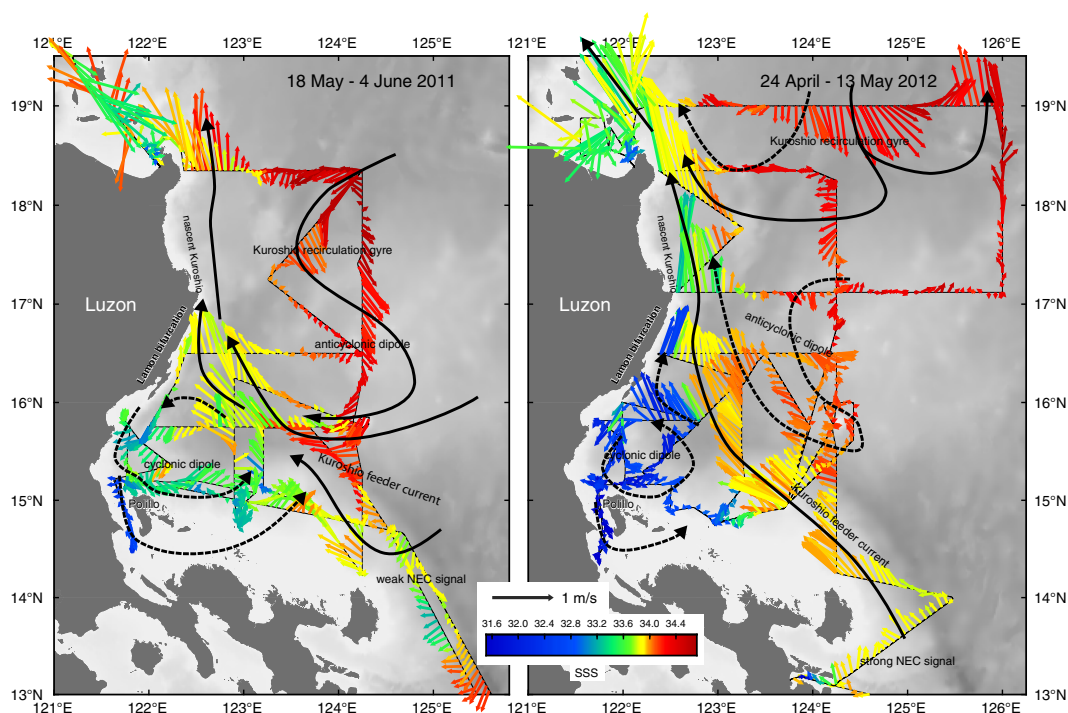 121°E 122°E 123°E 124°E 125°E
121°E 122°E 123°E 124°E 125°E 126°E
18 May - 4 June 2011
24 April - 13 May 2012
19°N
18°N
17°N
16°N
15°N
14°N
13°N
nascent Kuroshio
Kuroshio recirculation gyre
Luzon
Lamon bifurcation
anticyclonic dipole
cyclonic dipole
Kuroshio feeder current
Polillo
weak NEC signal
Kuroshio recirculation gyre
nascent Kuroshio
Luzon
Lamon bifurcation
anticyclonic dipole
cyclonic dipole
Kuroshio feeder current
Polillo
strong NEC signal
19°N
18°N
17°N
16°N
15°N
14°N
13°N
1 m/s
31.6 32.0 32.4 32.8 33.2 33.6 34.0 34.4
SSS
121°E 122°E 123°E 124°E 125°E
121°E 122°E 123°E 124°E 125°E 126°E